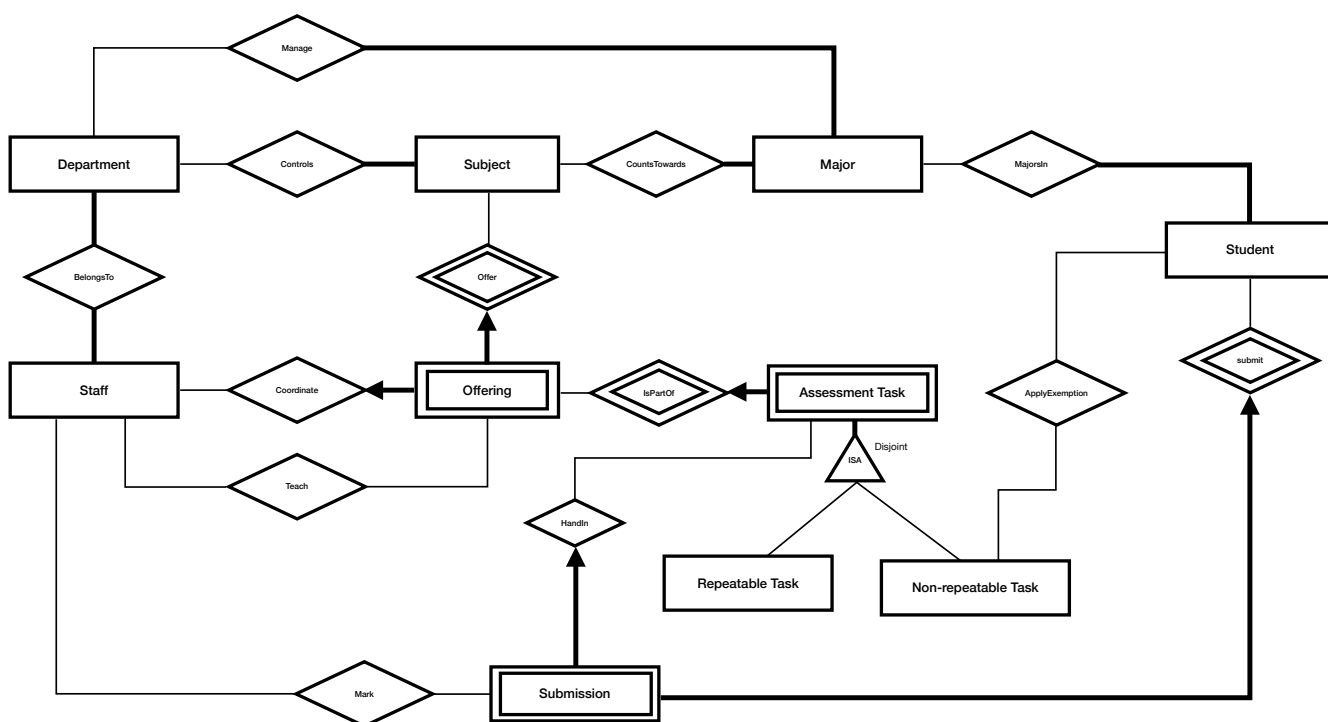 Manage
Department
Controls
Subject
CountsTowards
Major
MajorsIn
Student
BelongsTo
Offer
submit
Staff
Coordinate
Offering
IsPartOf
Assessment Task
ApplyExemption
Disjoint
ISA
Teach
HandIn
Repeatable Task
Non-repeatable Task
Mark
Submission